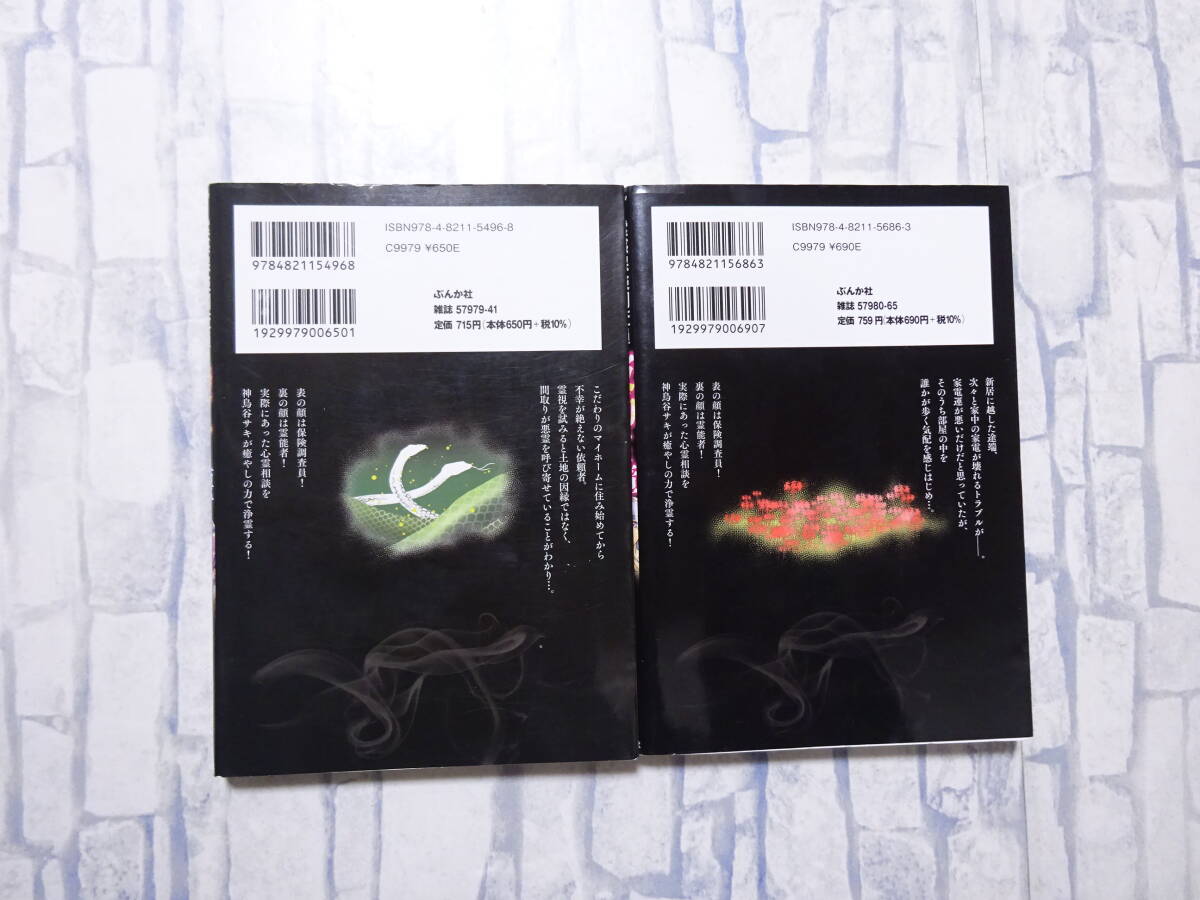 ISBN978-4-8211-5496-8
C9979 ¥650E
9784821154968
ぶんか社
雑誌 57979-41
定価 715円(本体650円+税10%)
1929979006501
こだわりのマイホームに住み始めてから
不幸が絶えない依頼者。
霊視を試みると土地の因縁ではなく、
間取りが悪霊を呼び寄せていることがわかり…。
表の顔は保険調査員!
裏の顔は霊能者!
実際にあった心霊相談を
神鳥谷サキが癒やしの力で浄霊する!
ISBN978-4-8211-5686-3
C9979 ¥690E
9784821156863
ぶんか社
雑誌 57980-65
定価 759円(本体690円+税10%)
1929979006907
新居に越した途端、
次々と家中の家電が壊れるトラブルが──。
家電運が悪いだけだと思っていたが、
そのうち部屋の中を
誰かが歩く気配を感じはじめ…。
表の顔は保険調査員!
裏の顔は霊能者!
実際にあった心霊相談を
神鳥谷サキが癒やしの力で浄霊する!